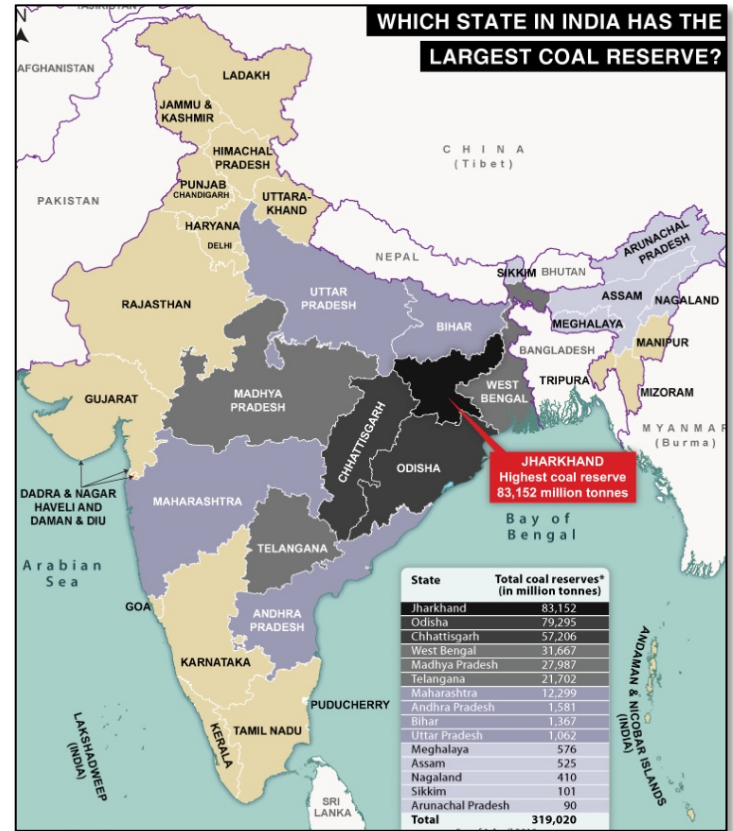 WHICH STATE IN INDIA HAS THE
LARGEST COAL RESERVE?
N
AFGHANISTAN
LADAKH
JAMMU &
KASHMIR
CHINA
(Tibet)
HIMACHAL
PRADESH
PUNJAB
CHANDIGARH
PAKISTAN
UTTARA-
KHAND
HARYANA
DELHI
NEPAL
ARUNACHAL
PRADESH
SIKKIM
BHUTAN
UTTAR
PRADESH
ASSAM
NAGALAND
RAJASTHAN
BIHAR
MEGHALAYA
MANIPUR
BANGLADESH
TRIPURA
MIZORAM
WEST
BENGAL
MADHYA
PRADESH
GUJARAT
CHHATTISGARH
MYANMAR
(Burma)
ODISHA
JHARKHAND
Highest coal reserve
83,152 million tonnes
DADRA & NAGAR
HAVELI AND
DAMAN & DIU
MAHARASHTRA
Bay of
Bengal
TELANGANA
Arabian
Sea
GOA
ANDHRA
PRADESH
KARNATAKA
PUDUCHERRY
TAMIL NADU
KERALA
LAKSHADWEEP
(INDIA)
SRI
LANKA
ANDAMAN & NICOBAR ISLANDS
(INDIA)
State Total coal reserves*
(in million tonnes)
Jharkhand 83,152
Odisha 79,295
Chhattisgarh 57,206
West Bengal 31,667
Madhya Pradesh 27,987
Telangana 21,702
Maharashtra 12,299
Andhra Pradesh 1,581
Bihar 1,367
Uttar Pradesh 1,062
Meghalaya 576
Assam 525
Nagaland 410
Sikkim 101
Arunachal Pradesh 90
Total 319,020